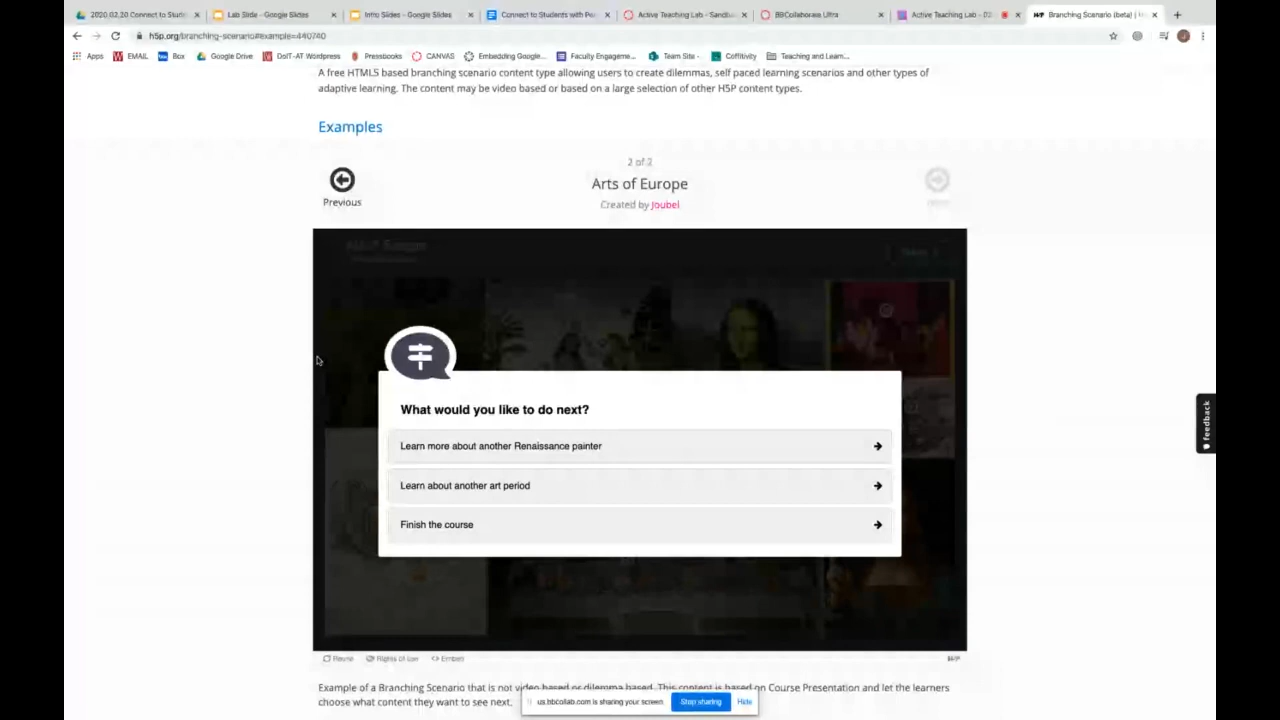 2020.02.20 Connect to Stude
Lab Slide - Google Slides
Intro Slides - Google Slides
Connect to Students with Pe
Active Teaching Lab - Sandb
BBCollaborate Ultra
Active Teaching Lab - 02
Branching Scenario (beta) |
h5p.org/branching-scenario#example=440740
Apps EMAIL Box Google Drive DoIT-AT Wordpress Pressbooks CANVAS Embedding Google... Faculty Engageme... Team Site - Coffitivity Teaching and Learn...
A free HTML5 based branching scenario content type allowing users to create dilemmas, self paced learning scenarios and other types of
adaptive learning. The content may be video based or based on a large selection of other H5P content types.
Examples
2 of 2
Previous
Arts of Europe
Created by Joubel
What would you like to do next?
Learn more about another Renaissance painter
Learn about another art period
Finish the course
feedback
Reuse Rights of use <> Embed
H5P
Example of a Branching Scenario that is not video based or dilemma based. This content is based on Course Presentation and let the learners
choose what content they want to see next.
us.bbcollab.com is sharing your screen.
Stop sharing
Hide